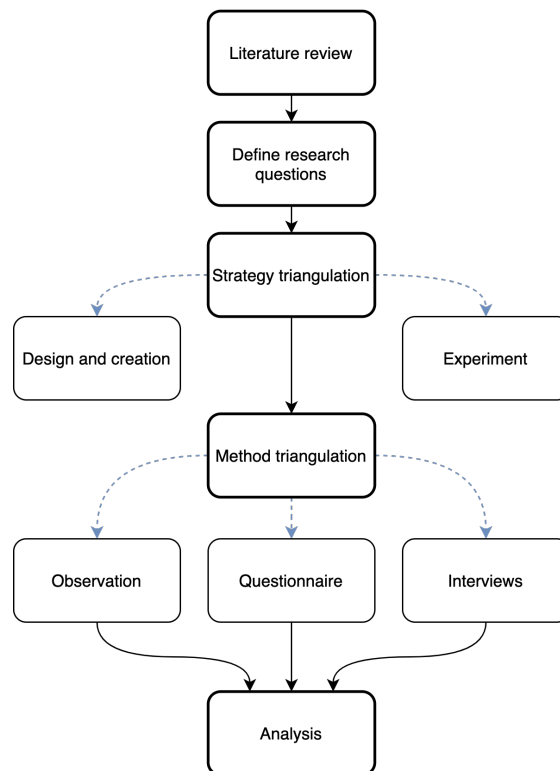 Literature review
Define research
questions
Strategy triangulation
Design and creation
Experiment
Method triangulation
Observation
Questionnaire
Interviews
Analysis